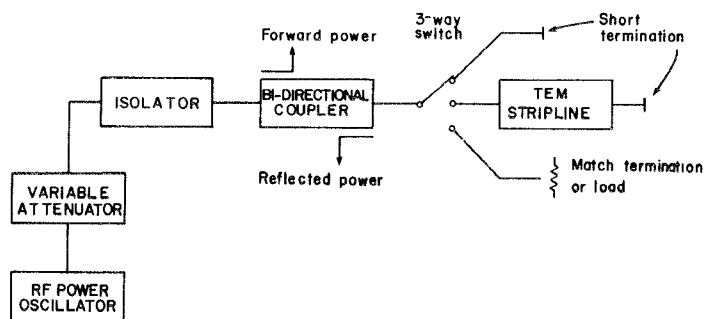 Forward power
3-way
switch
Short
termination
ISOLATOR
BI-DIRECTIONAL
COUPLER
TEM
STRIPLINE
Reflected power
Match termination
or load
VARIABLE
ATTENUATOR
RF POWER
OSCILLATOR